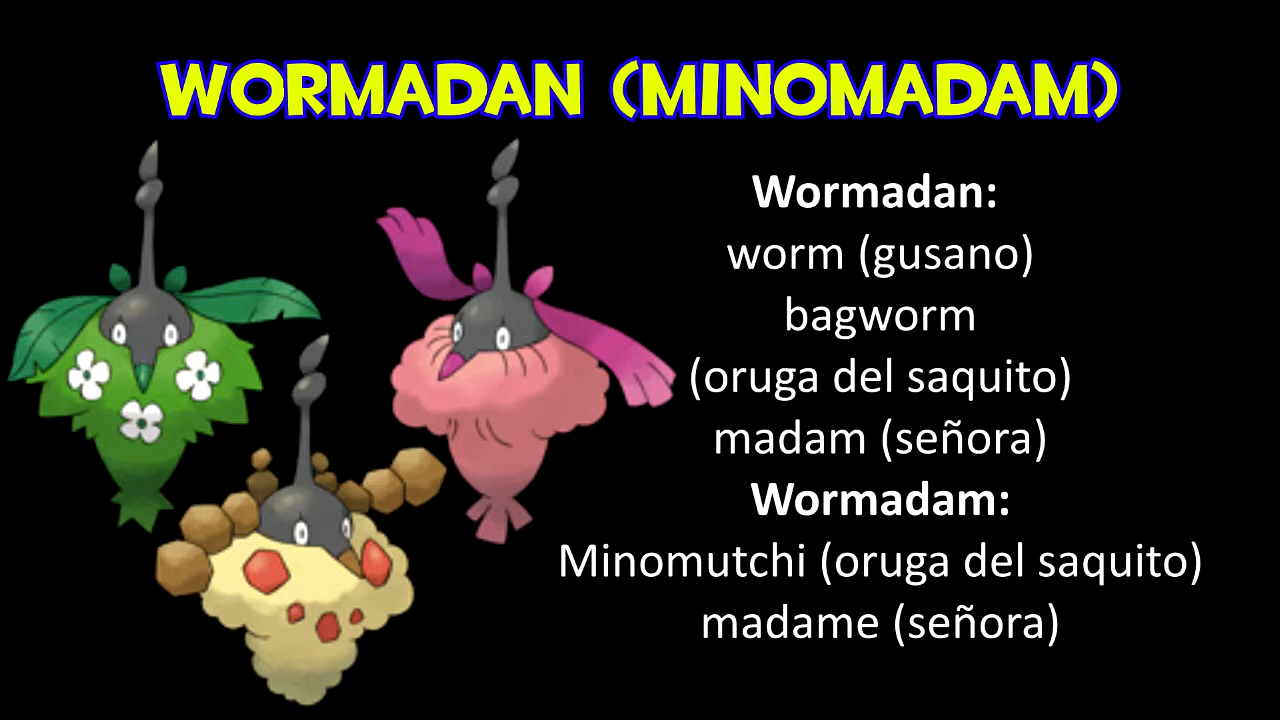 WORMADAN (MINOMADAM)
Wormadan:
worm (gusano)
bagworm
(oruga del saquito)
madam (señora)
Wormadam:
Minomutchi (oruga del saquito)
madame (señora)